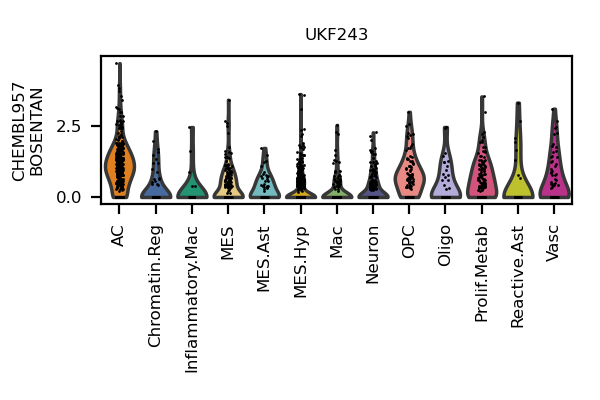 UKF243
CHEMBL957
BOSENTAN
2.5
0.0
AC
Chromatin.Reg
Inflammatory.Mac
MES
MES.Ast
MES.Hyp
Mac
Neuron
OPC
Oligo
Prolif.Metab
Reactive.Ast
Vasc